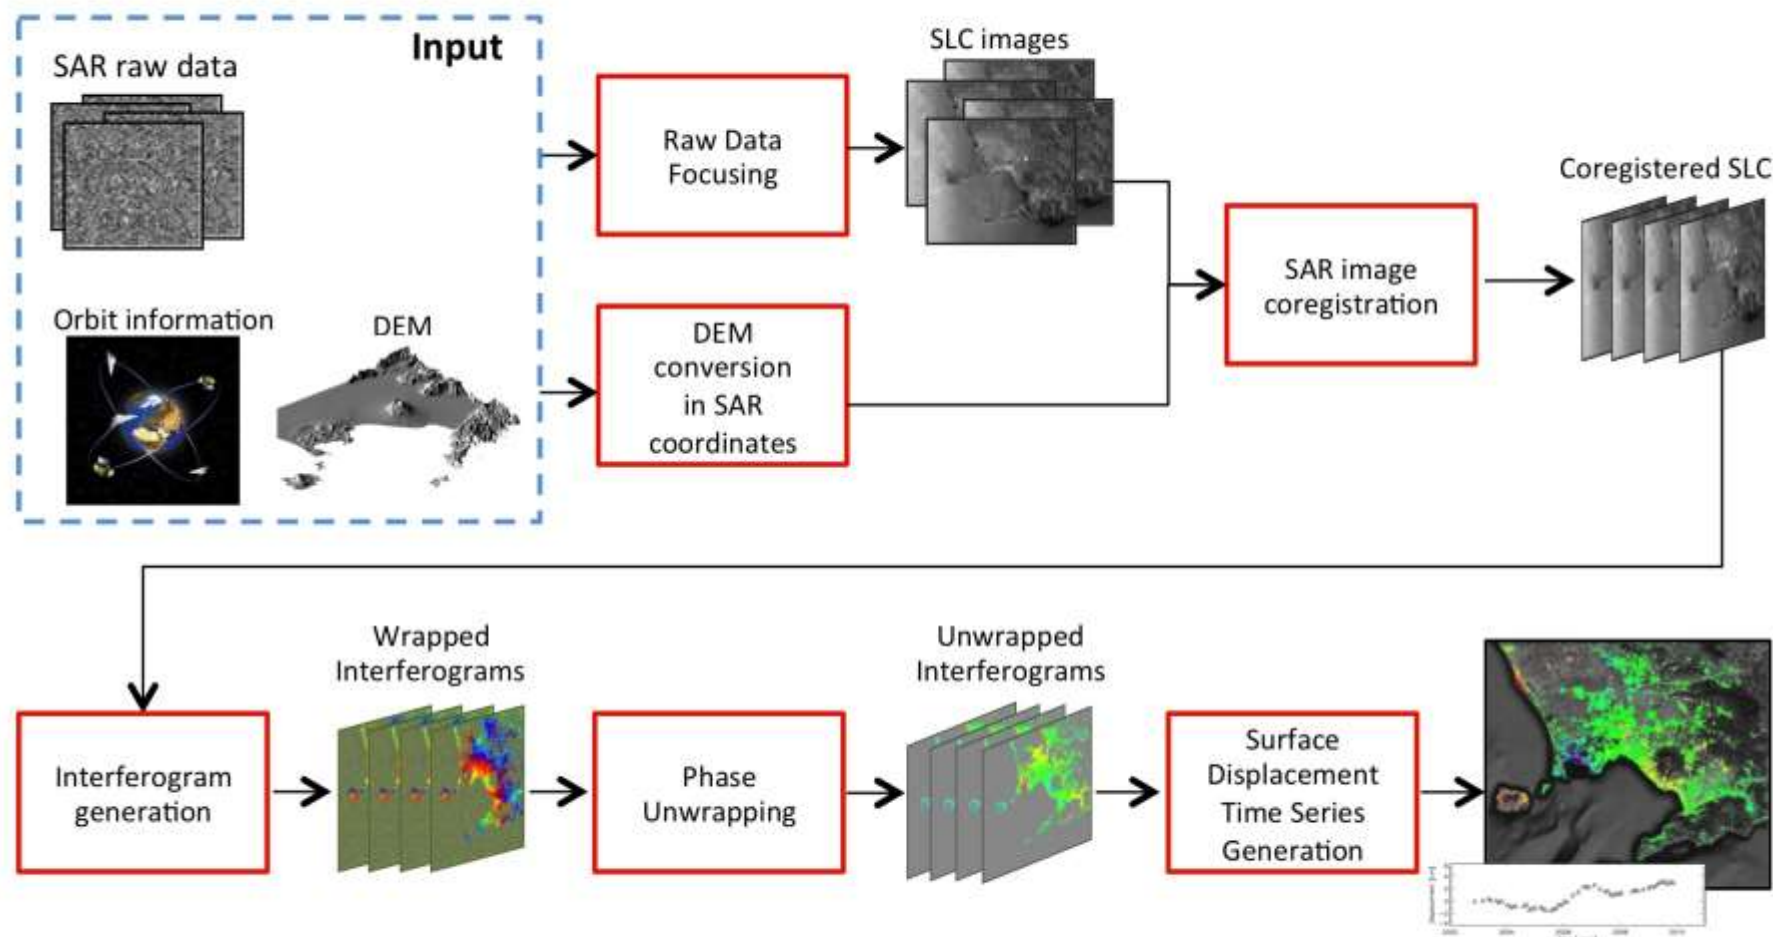 Input
SAR raw data
Orbit information
DEM
Raw Data
Focusing
SLC images
DEM
conversion
in SAR
coordinates
SAR image
coregistration
Coregistered SLC
Interferogram
generation
Wrapped
Interferograms
Phase
Unwrapping
Unwrapped
Interferograms
Surface
Displacement
Time Series
Generation